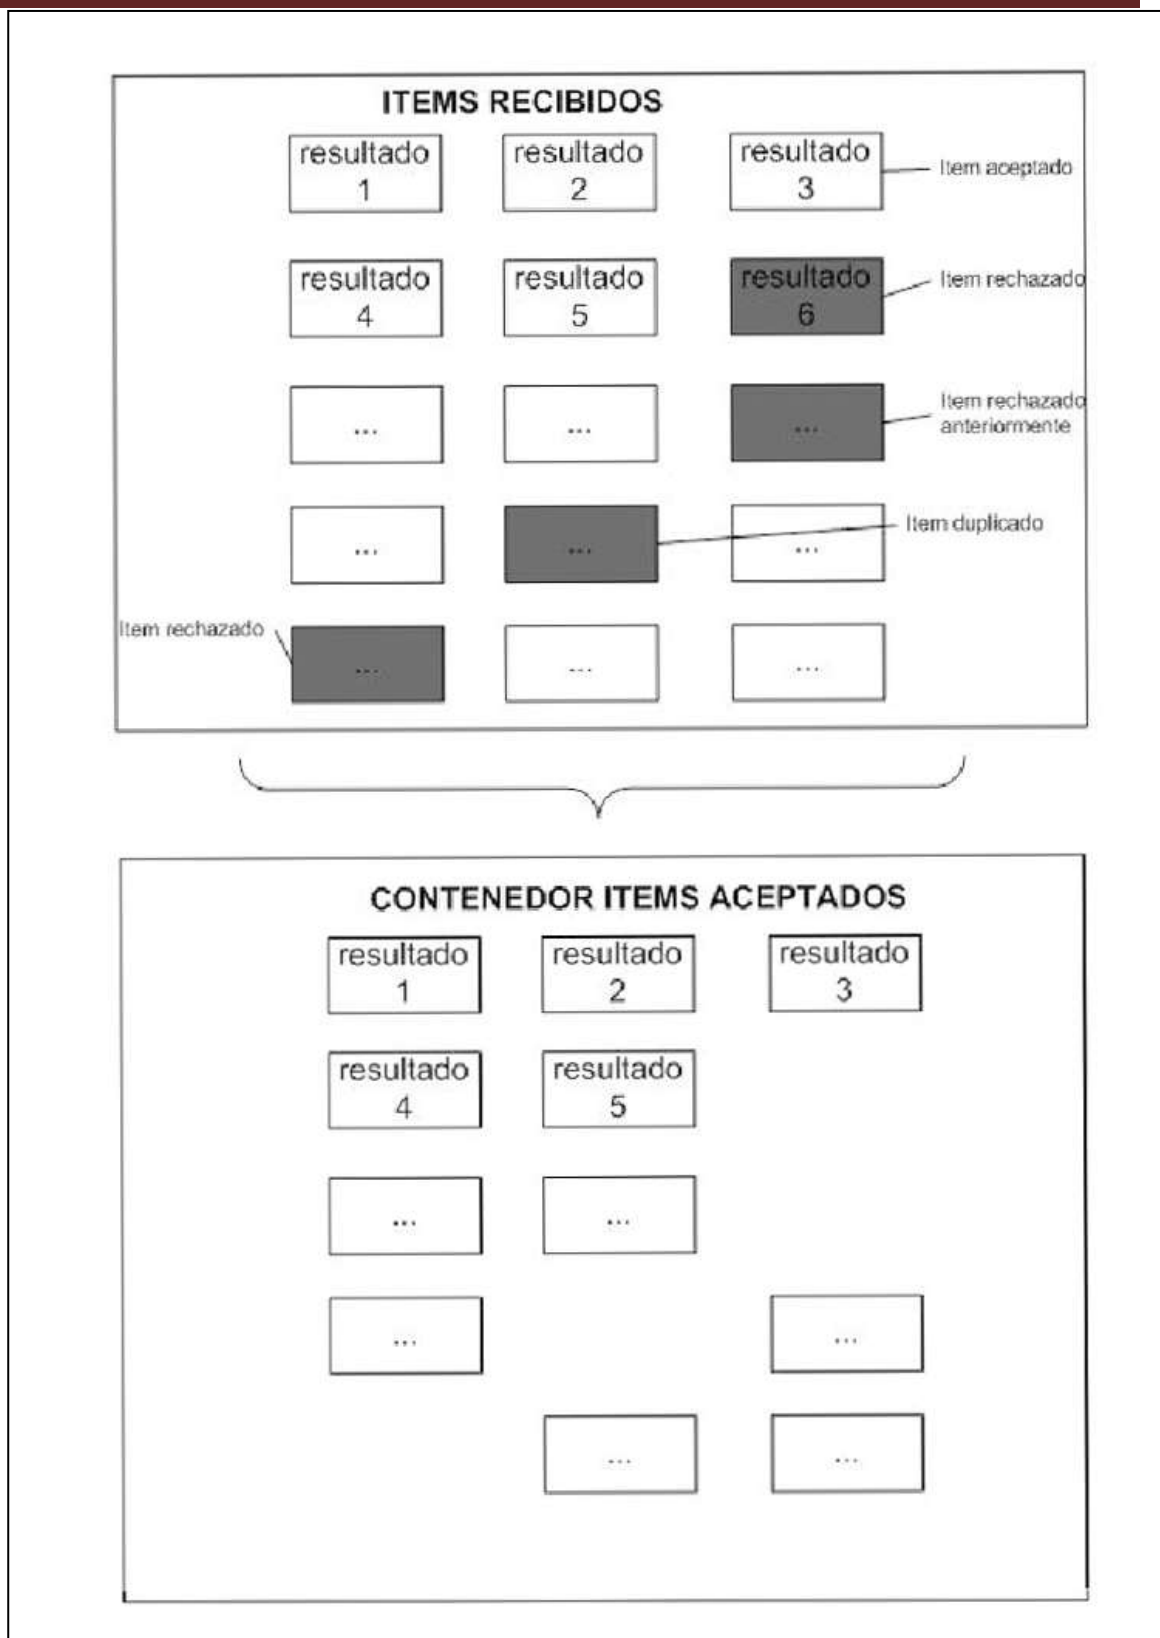 ITEMS RECIBIDOS
resultado
1
resultado
2
resultado
3
Item aceptado
resultado
4
resultado
5
resultado
6
Item rechazado
...
...
...
Item rechazado
anteriormente
...
...
...
Item duplicado
Item rechazado
...
...
...
CONTENEDOR ITEMS ACEPTADOS
resultado
1
resultado
2
resultado
3
resultado
4
resultado
5
...
...
...
...
...
...